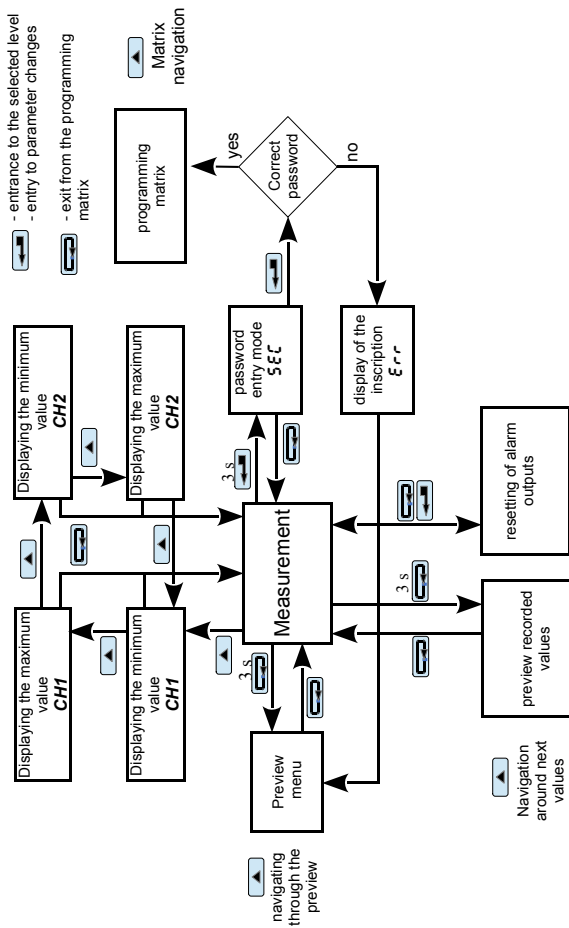 - entrance to the selected level
- entry to parameter changes
- exit from the programming
matrix
Matrix
navigation
Displaying the maximum
value
CH1
Displaying the minimum
value
CH2
Displaying the minimum
value
CH1
Displaying the maximum
value
CH2
programming
matrix
yes
Correct
password
no
3 s
password
entry mode
SEC
Measurement
3 s
Preview
menu
navigating
through the
preview
display of the
inscription
Err
3 s
preview recorded
values
resetting of alarm
outputs
Navigation
around next
values